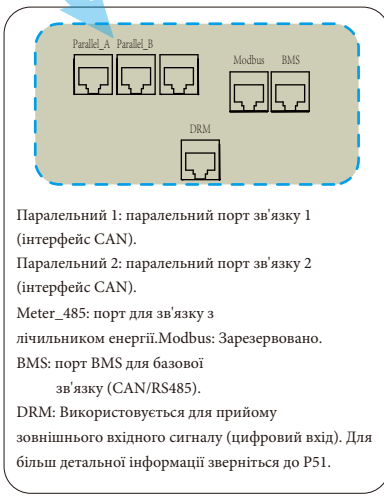 Parallel_A Parallel_B
Modbus BMS
DRM
Паралельний 1: паралельний порт зв'язку 1
(інтерфейс CAN).
Паралельний 2: паралельний порт зв'язку 2
(інтерфейс CAN).
Meter_485: порт для зв'язку з
лічильником енергії.Modbus: Зарезервовано.
BMS: порт BMS для базової
зв'язку (CAN/RS485).
DRM: Використовується для прийому
зовнішнього вхідного сигналу (цифровий вхід). Для
більш детальної інформації зверніться до P51.